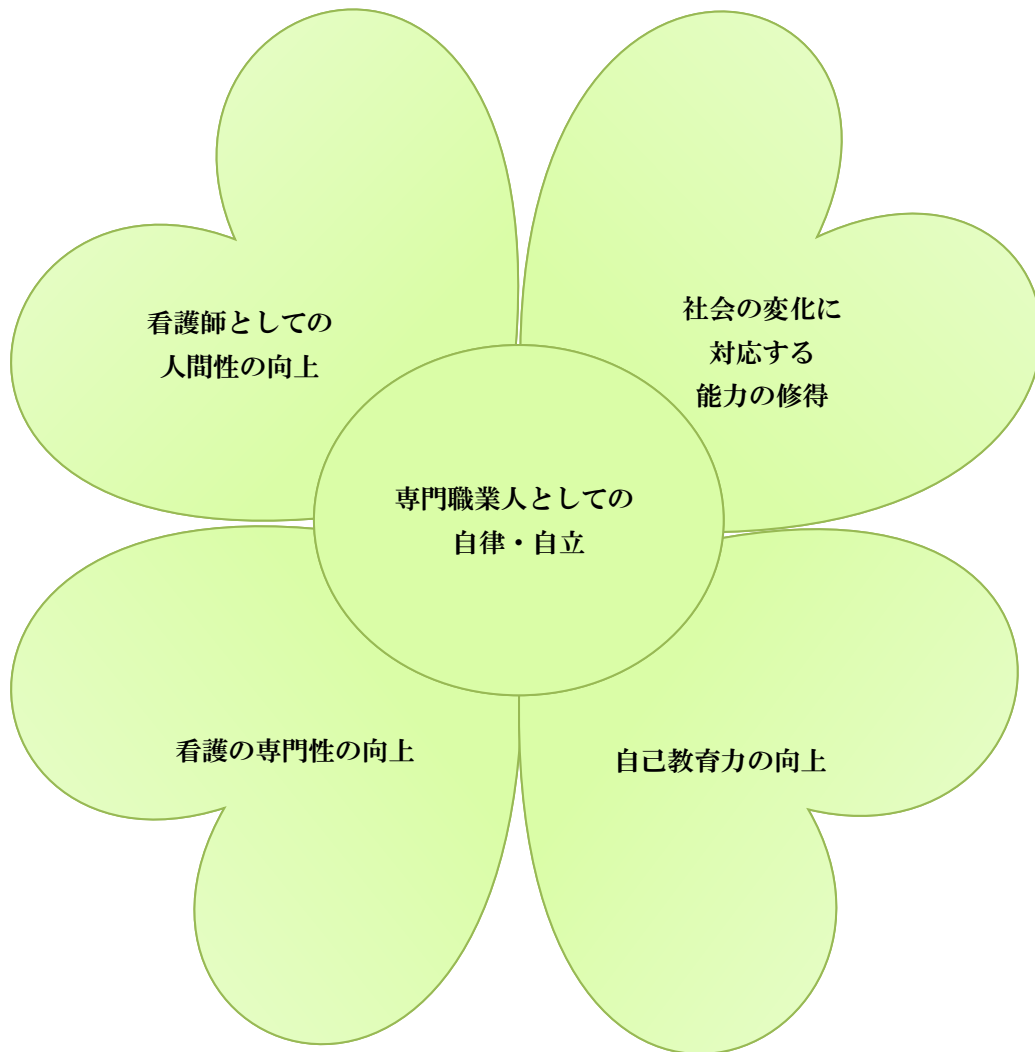 看護師としての
人間性の向上
社会の変化に
対応する
能力の修得
専門職業人としての
自律・自立
看護の専門性の向上
自己教育力の向上